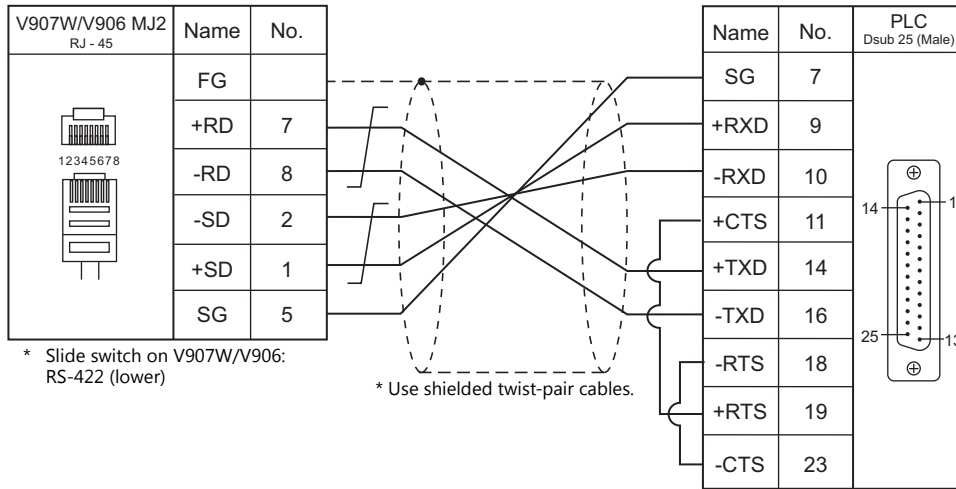 V907W/V906 MJ2 Name No.
RJ - 45
FG
+RD 7
-RD 8
-SD 2
+SD 1
SG 5
12345678
* Slide switch on V907W/V906:
RS-422 (lower)
* Use shielded twist-pair cables.
Name No. PLC
Dsub 25 (Male)
SG 7
+RXD 9
-RXD 10
+CTS 11
+TXD 14
-TXD 16
-RTS 18
+RTS 19
-CTS 23
14 1
25 13